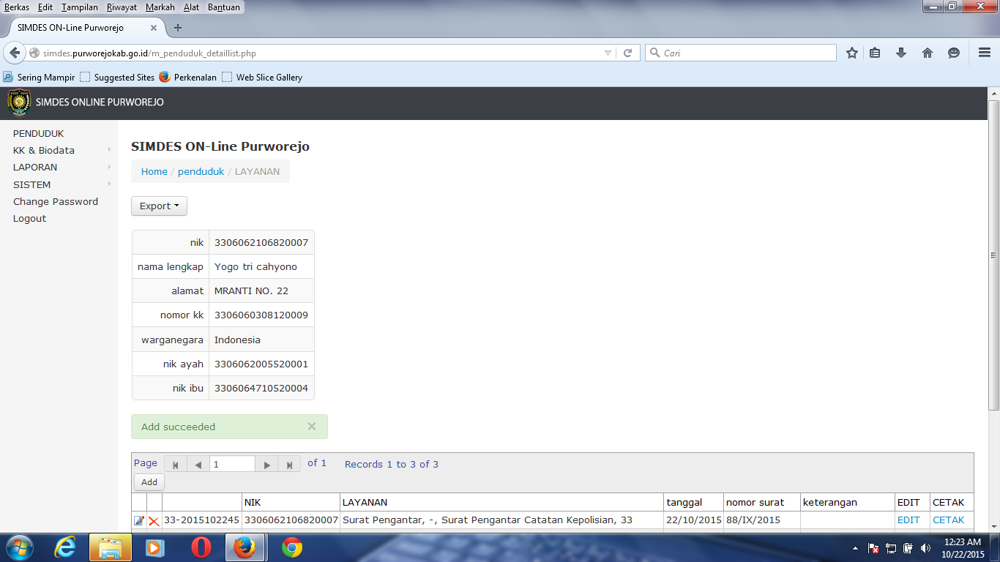 Berkas Edit Tampilan Riwayat Markah Alat Bantuan
SIMDES ON-Line Purworejo
simdes.purworejokab.go.id/m_penduduk_detaillist.php
Cari
Sering Mampir Suggested Sites Perkenalan Web Slice Gallery
SIMDES ONLINE PURWOREJO
PENDUDUK
KK & Biodata
LAPORAN
SISTEM
Change Password
Logout
SIMDES ON-Line Purworejo
Home / penduduk / LAYANAN
Export
nik 3306062106820007
nama lengkap Yogo tri cahyono
alamat MRANTI NO. 22
nomor kk 3306060308120009
warganegara Indonesia
nik ayah 3306062005520001
nik ibu 3306064710520004
Add succeeded
Page 1 of 1 Records 1 to 3 of 3
Add
NIK LAYANAN tanggal nomor surat keterangan EDIT CETAK
33-2015102245 3306062106820007 Surat Pengantar, -, Surat Pengantar Catatan Kepolisian, 33 22/10/2015 88/IX/2015 EDIT CETAK
12:23 AM
10/22/2015